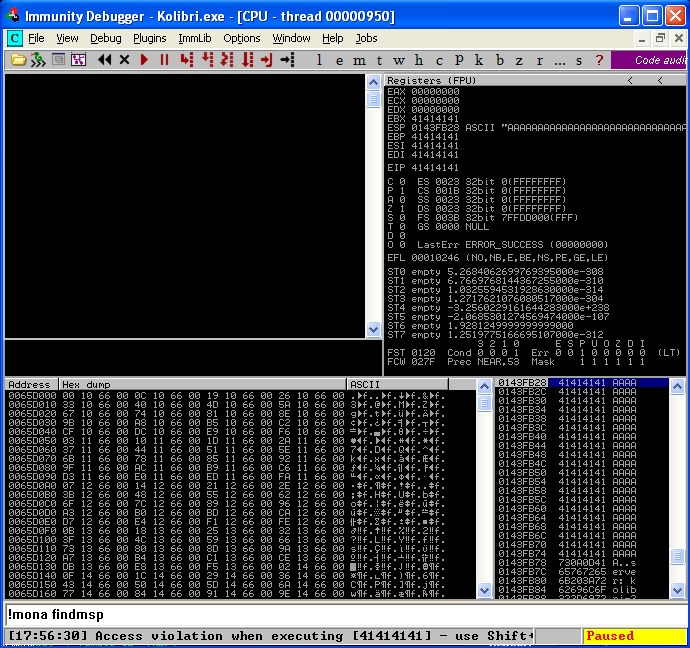 Immunity Debugger - Kolibri.exe - [CPU - thread 00000950]
C File View Debug Plugins ImmLib Options Window Help Jobs
l e m t w h c p k b z r ... s ? Code audit
Registers (FPU) < <
EAX 00000000
ECX 00000000
EDX 00000000
EBX 41414141
ESP 0143FB28 ASCII "AAAAAAAAAAAAAAAAAAAAAAAAAAAAA
EBP 41414141
ESI 41414141
EDI 41414141
EIP 41414141
C 0 ES 0023 32bit 0(FFFFFFFF)
P 1 CS 001B 32bit 0(FFFFFFFF)
A 0 SS 0023 32bit 0(FFFFFFFF)
Z 1 DS 0023 32bit 0(FFFFFFFF)
S 0 FS 003B 32bit 7FFDD000(FFF)
T 0 GS 0000 NULL
D 0
O 0 LastErr ERROR_SUCCESS (00000000)
EFL 00010246 (NO,NB,E,BE,NS,PE,GE,LE)
ST0 empty 5.2684062699769395000e-308
ST1 empty 6.7669768144367255000e-310
ST2 empty 1.0325594531928630000e-314
ST3 empty 1.2717621076080517000e-304
ST4 empty -3.2560229161644283000e+238
ST5 empty -2.0685301274569474000e-107
ST6 empty 1.9281249999999999000
ST7 empty 1.2519775166695107000e-312
3 2 1 0 E S P U O Z D I
FST 0120 Cond 0 0 0 1 Err 0 0 1 0 0 0 0 0 (LT)
FCW 027F Prec NEAR,53 Mask 1 1 1 1 1 1
Address Hex dump ASCII
0065D000 00 10 66 00 0C 10 66 00 19 10 66 00 26 10 66 00
0065D010 33 10 66 00 40 10 66 00 4D 10 66 00 5A 10 66 00
0065D020 67 10 66 00 74 10 66 00 81 10 66 00 8E 10 66 00
0065D030 9B 10 66 00 A8 10 66 00 B5 10 66 00 C2 10 66 00
0065D040 CF 10 66 00 DC 10 66 00 E9 10 66 00 F6 10 66 00
0065D050 03 11 66 00 10 11 66 00 1D 11 66 00 2A 11 66 00
0065D060 37 11 66 00 44 11 66 00 51 11 66 00 5E 11 66 00
0065D070 6B 11 66 00 78 11 66 00 85 11 66 00 92 11 66 00
0065D080 9F 11 66 00 AC 11 66 00 B9 11 66 00 C6 11 66 00
0065D090 D3 11 66 00 E0 11 66 00 ED 11 66 00 FA 11 66 00
0065D0A0 07 12 66 00 14 12 66 00 21 12 66 00 2E 12 66 00
0065D0B0 3B 12 66 00 48 12 66 00 55 12 66 00 62 12 66 00
0065D0C0 6F 12 66 00 7C 12 66 00 89 12 66 00 96 12 66 00
0065D0D0 A3 12 66 00 B0 12 66 00 BD 12 66 00 CA 12 66 00
0065D0E0 D7 12 66 00 E4 12 66 00 F1 12 66 00 FE 12 66 00
0065D0F0 0B 13 66 00 18 13 66 00 25 13 66 00 32 13 66 00
0065D100 3F 13 66 00 4C 13 66 00 59 13 66 00 66 13 66 00
0065D110 73 13 66 00 80 13 66 00 8D 13 66 00 9A 13 66 00
0065D120 A7 13 66 00 B4 13 66 00 C1 13 66 00 CE 13 66 00
0065D130 DB 13 66 00 E8 13 66 00 F5 13 66 00 02 14 66 00
0065D140 0F 14 66 00 1C 14 66 00 29 14 66 00 36 14 66 00
0065D150 43 14 66 00 50 14 66 00 5D 14 66 00 6A 14 66 00
0065D160 77 14 66 00 84 14 66 00 91 14 66 00 9E 14 66 00
0143FB28 41414141 AAAA
0143FB2C 41414141 AAAA
0143FB30 41414141 AAAA
0143FB34 41414141 AAAA
0143FB38 41414141 AAAA
0143FB3C 41414141 AAAA
0143FB40 41414141 AAAA
0143FB44 41414141 AAAA
0143FB48 41414141 AAAA
0143FB4C 41414141 AAAA
0143FB50 41414141 AAAA
0143FB54 41414141 AAAA
0143FB58 41414141 AAAA
0143FB5C 41414141 AAAA
0143FB60 41414141 AAAA
0143FB64 41414141 AAAA
0143FB68 41414141 AAAA
0143FB6C 41414141 AAAA
0143FB70 41414141 AAAA
0143FB74 41414141 AAAA
0143FB78 730A0D41 A..s
0143FB7C 65767265 erve
0143FB80 6B203A72 r: k
0143FB84 62696C6F olib
!mona findmsp
[17:56:30] Access violation when executing [41414141] - use Shift+
Paused